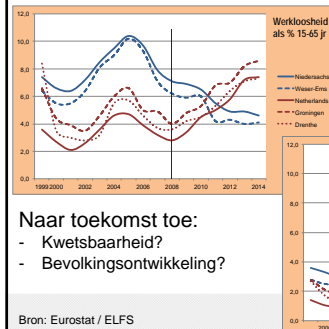 Werkloosheid
als % 15-65 jr
12,0
10,0
8,0
6,0
4,0
2,0
0,0
1999 2000 2002 2004 2006 2008 2010 2012 2014
Niedersachs
Weser-Ems
Netherlands
Groningen
Drenthe
Naar toekomst toe:
- Kwetsbaarheid?
- Bevolkingsontwikkeling?
Bron: Eurostat / ELFS
12,0
10,0
8,0
6,0
4,0
2,0
0,0